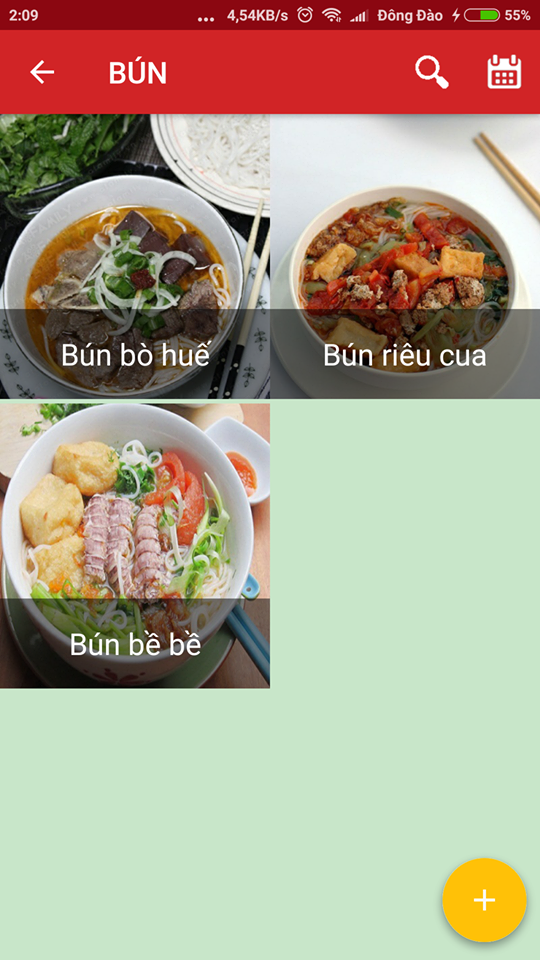 2:09 ... 4,54KB/s Đông Đào 55%
BÚN
Bún bò huế
Bún riêu cua
Bún bề bề
+